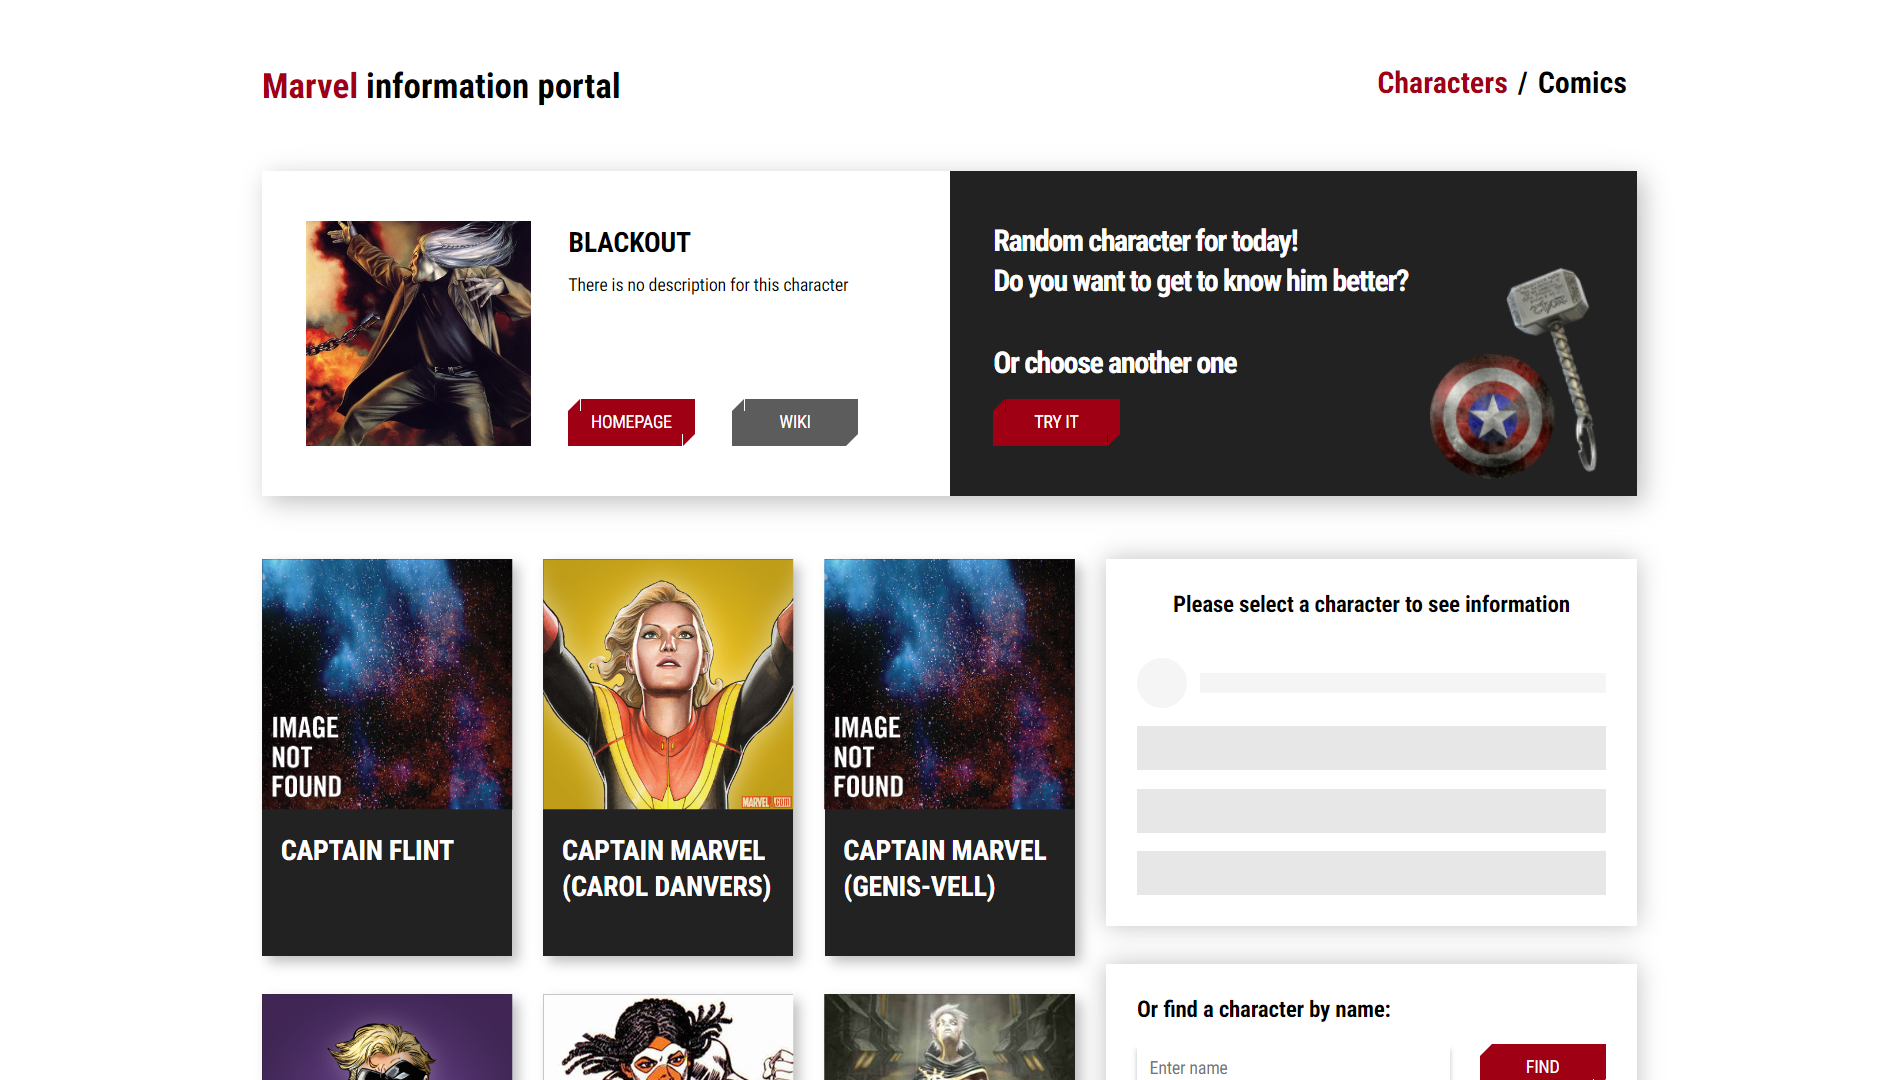 Marvel information portal
Characters / Comics
BLACKOUT
There is no description for this character
HOMEPAGE
WIKI
Random character for today!
Do you want to get to know him better?
Or choose another one
TRY IT
IMAGE
NOT
FOUND
CAPTAIN FLINT
MARVEL.com
CAPTAIN MARVEL
(CAROL DANVERS)
IMAGE
NOT
FOUND
CAPTAIN MARVEL
(GENIS-VELL)
Please select a character to see information
Or find a character by name:
Enter name
FIND